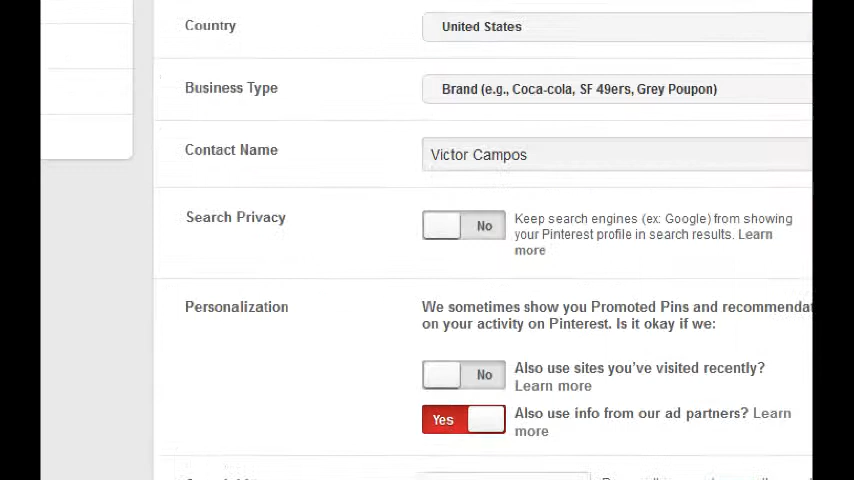 Country
United States
Business Type
Brand (e.g., Coca-cola, SF 49ers, Grey Poupon)
Contact Name
Victor Campos
Search Privacy
No
Keep search engines (ex: Google) from showing
your Pinterest profile in search results. Learn
more
Personalization
We sometimes show you Promoted Pins and
on your activity on Pinterest. Is it okay if we:
No
Also use sites you've visited recently?
Learn more
Yes
Also use info from our ad partners? Learn
more